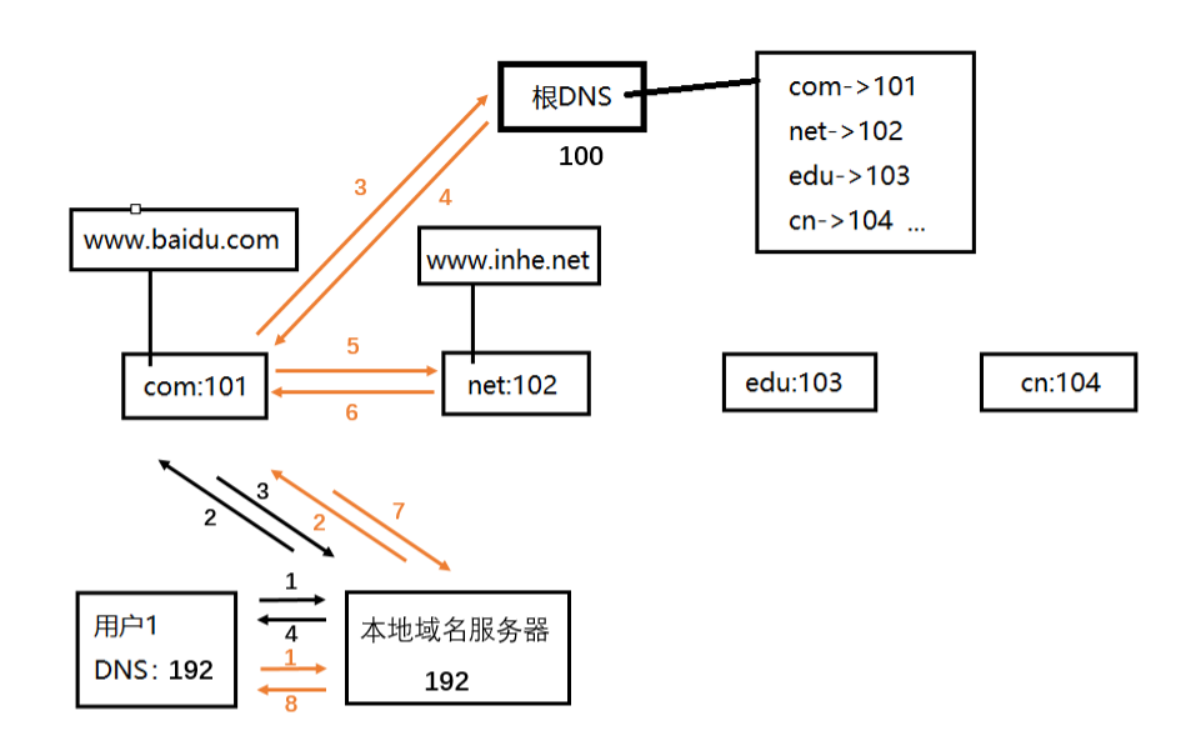 根DNS
100
com->101
net->102
edu->103
cn->104 ...
3
4
www.baidu.com
www.inhe.net
5
6
com:101
net:102
edu:103
cn:104
2
3
2
7
1
4
1
8
用户1
DNS: 192
本地域名服务器
192